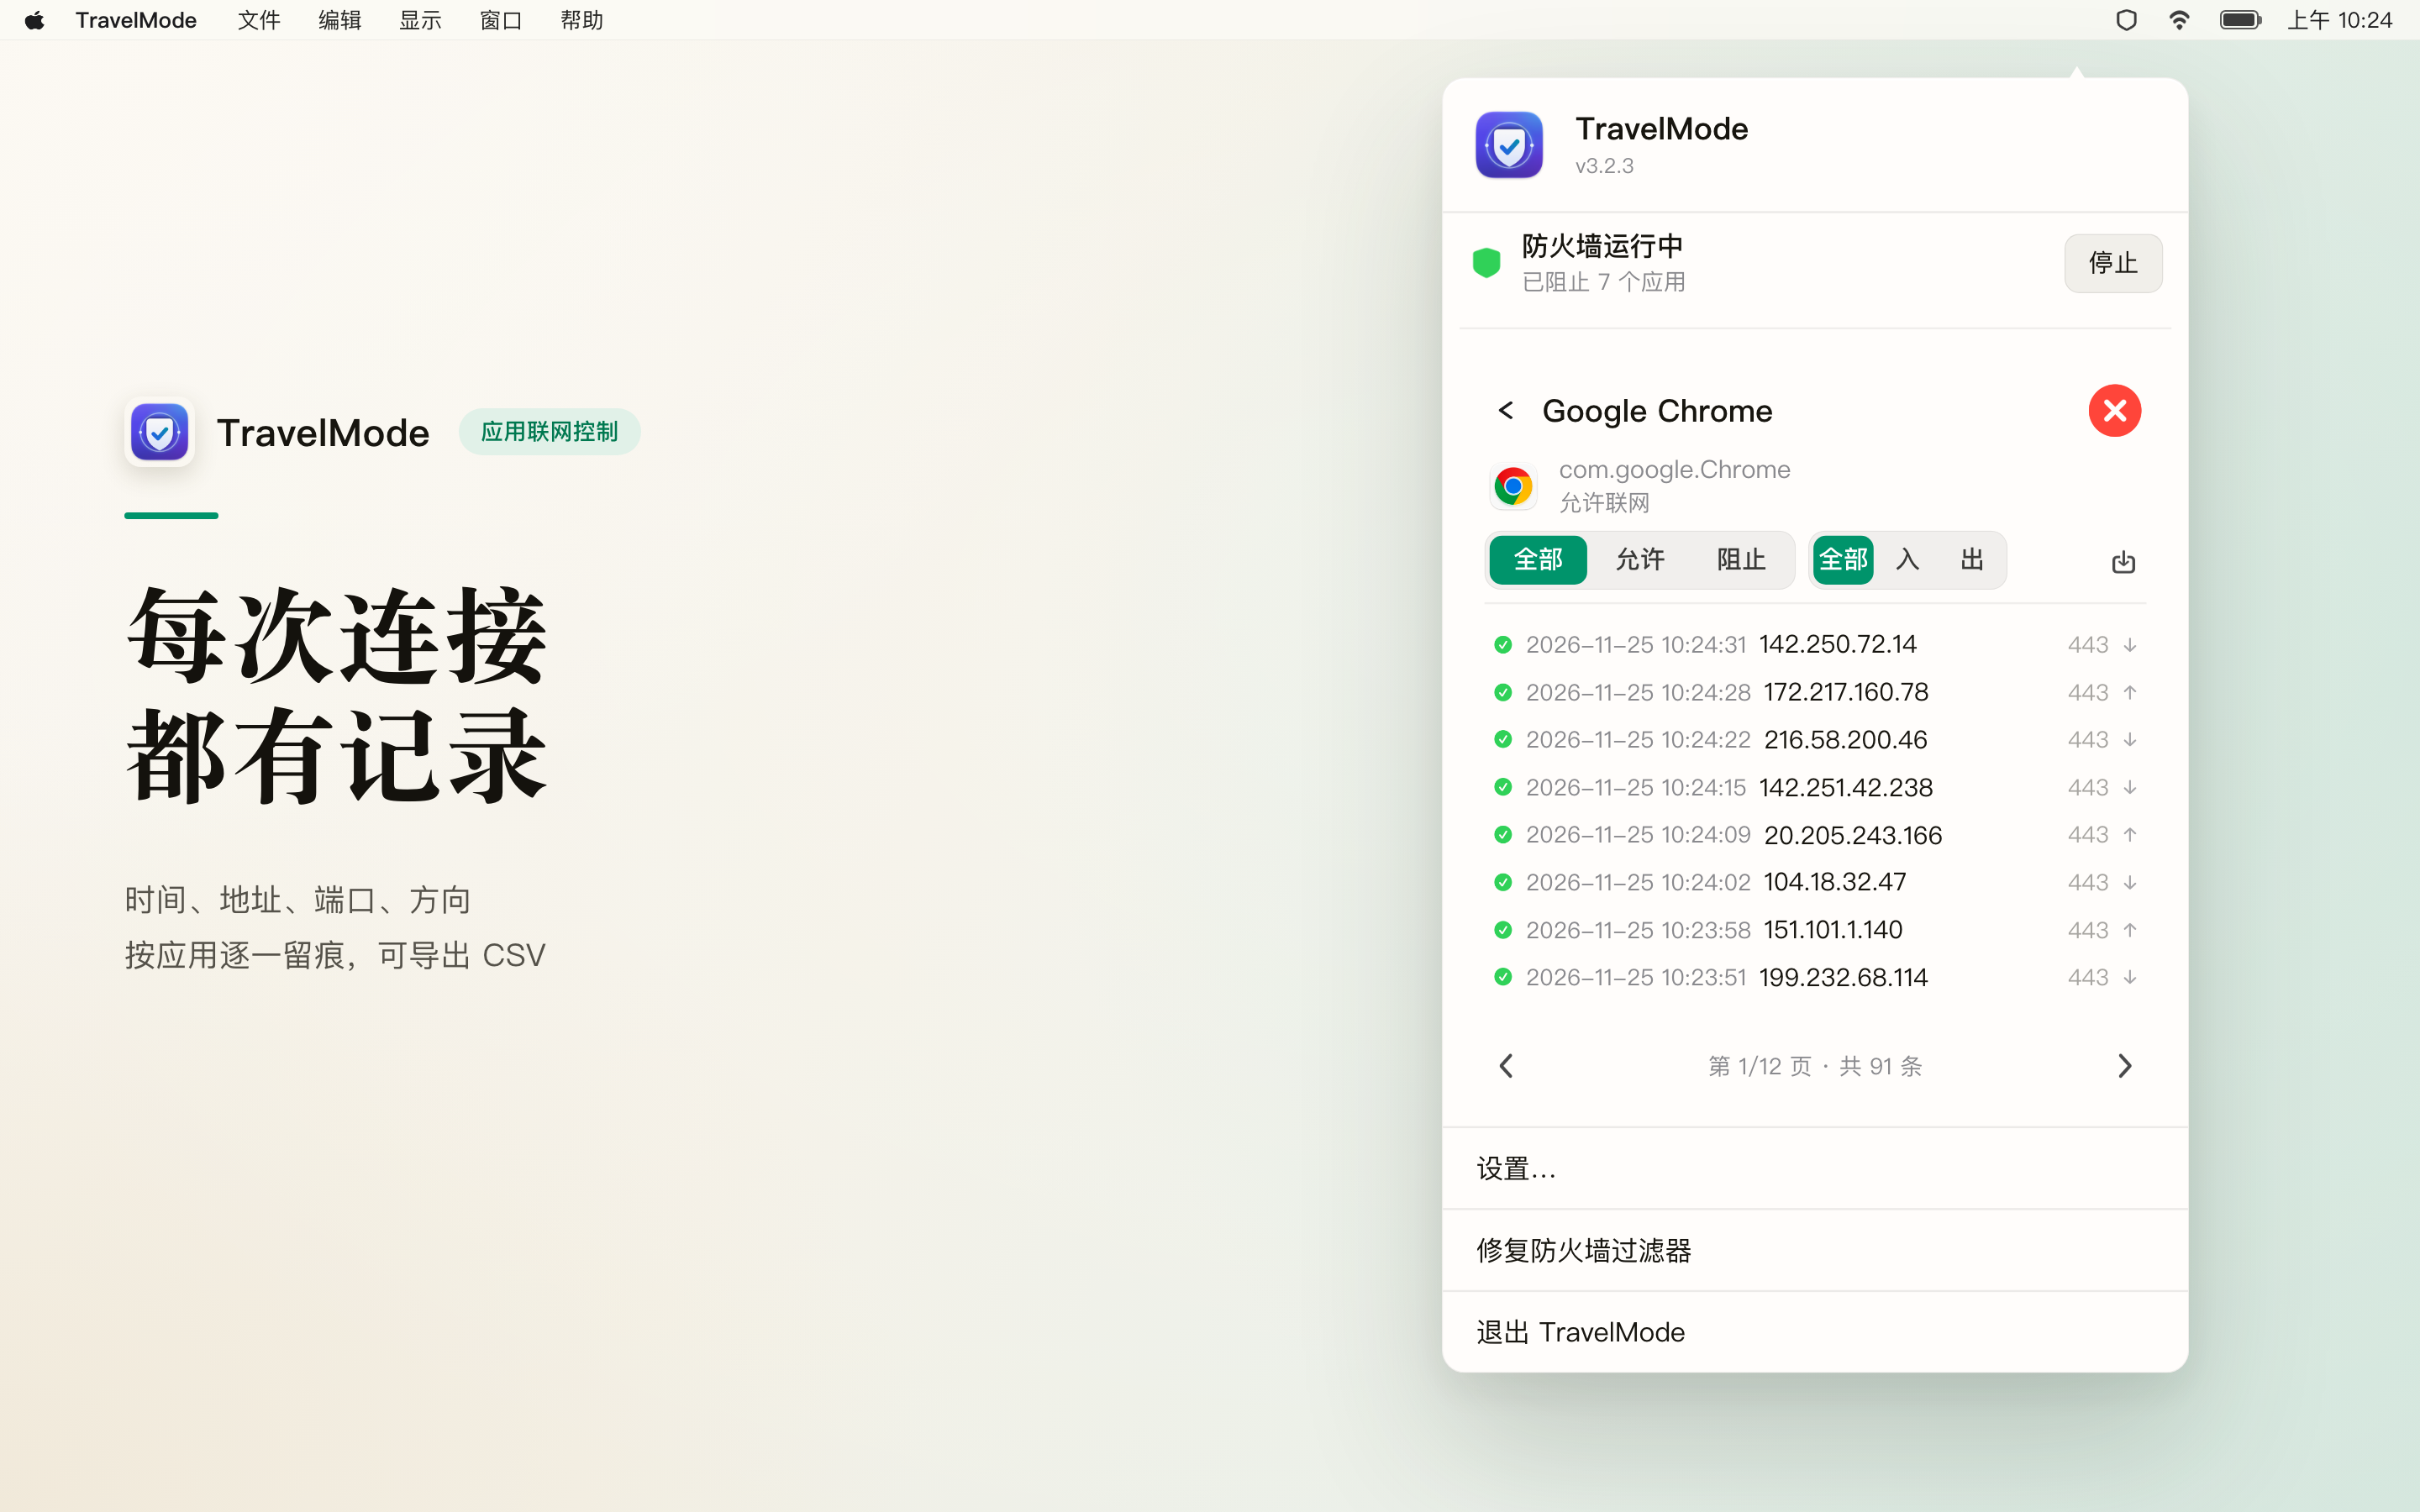 TravelMode 文件 编辑 显示 窗口 帮助 上午 10:24
TravelMode 应用联网控制
每次连接
都有记录
时间、地址、端口、方向
按应用逐一留痕，可导出 CSV
TravelMode
v3.2.3
防火墙运行中
已阻止 7 个应用
停止
< Google Chrome
com.google.Chrome
允许联网
全部 允许 阻止 全部 入 出
2026-11-25 10:24:31 142.250.72.14 443 ↓
2026-11-25 10:24:28 172.217.160.78 443 ↑
2026-11-25 10:24:22 216.58.200.46 443 ↓
2026-11-25 10:24:15 142.251.42.238 443 ↓
2026-11-25 10:24:09 20.205.243.166 443 ↑
2026-11-25 10:24:02 104.18.32.47 443 ↓
2026-11-25 10:23:58 151.101.1.140 443 ↑
2026-11-25 10:23:51 199.232.68.114 443 ↓
第 1/12 页 · 共 91 条
设置...
修复防火墙过滤器
退出 TravelMode